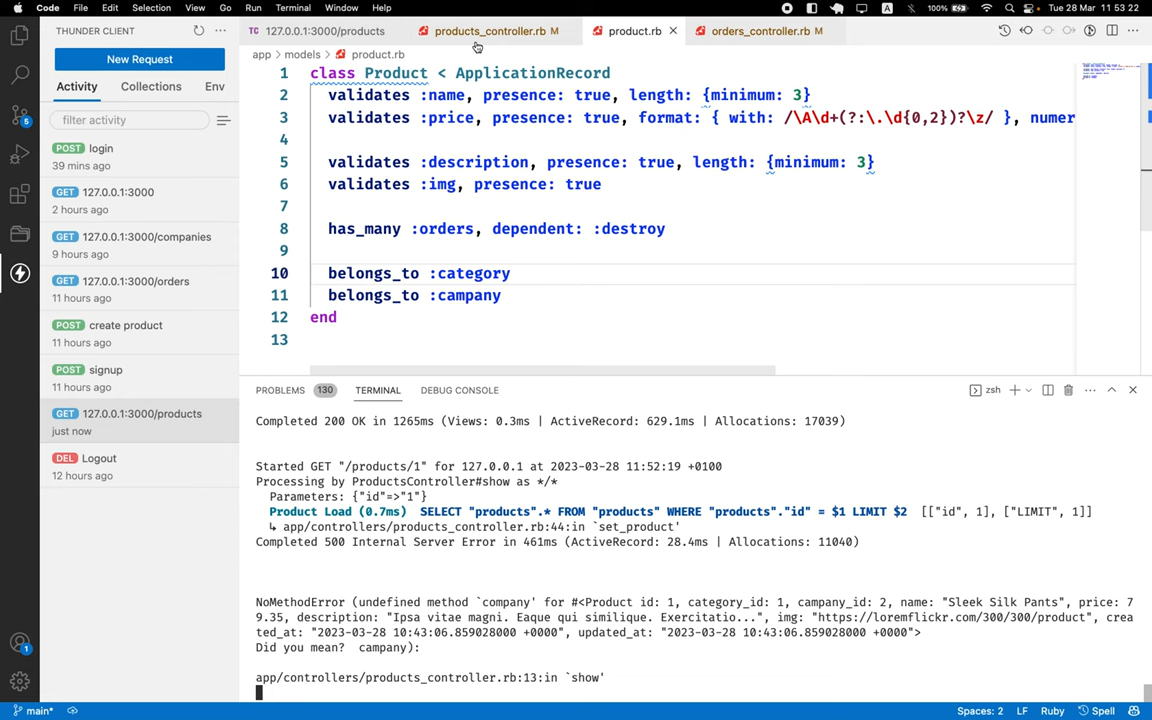 Code File Edit Selection View Go Run Terminal Window Help
A 100% Tue 28 Mar 11 53 22
THUNDER CLIENT
New Request
Activity Collections Env
filter activity
POST login
39 mins ago
GET 127.0.0.1:3000
2 hours ago
GET 127.0.0.1:3000/companies
9 hours ago
GET 127.0.0.1:3000/orders
11 hours ago
POST create product
11 hours ago
POST signup
11 hours ago
GET 127.0.0.1:3000/products
just now
DEL Logout
12 hours ago
5
1
TC 127.0.0.1:3000/products products_controller.rb M product.rb orders_controller.rb M
app › models › product.rb
1 class Product < ApplicationRecord
2 validates :name, presence: true, length: {minimum: 3}
3 validates :price, presence: true, format: { with: /\A\d+(?:\.\d{0,2})?\z/ }, numer
4
5 validates :description, presence: true, length: {minimum: 3}
6 validates :img, presence: true
7
8 has_many :orders, dependent: :destroy
9
10 belongs_to :category
11 belongs_to :campany
12 end
13
PROBLEMS 130 TERMINAL DEBUG CONSOLE zsh
Completed 200 OK in 1265ms (Views: 0.3ms | ActiveRecord: 629.1ms | Allocations: 17039)
Started GET "/products/1" for 127.0.0.1 at 2023-03-28 11:52:19 +0100
Processing by ProductsController#show as */*
Parameters: {"id"=>"1"}
Product Load (0.7ms) SELECT "products".* FROM "products" WHERE "products"."id" = $1 LIMIT $2 [["id", 1], ["LIMIT", 1]]
↳ app/controllers/products_controller.rb:44:in `set_product'
Completed 500 Internal Server Error in 461ms (ActiveRecord: 28.4ms | Allocations: 11040)
NoMethodError (undefined method `company' for #<Product id: 1, category_id: 1, campany_id: 2, name: "Sleek Silk Pants", price: 7
9.35, description: "Ipsa vitae magni. Eaque qui similique. Exercitatio...", img: "https://loremflickr.com/300/300/product", crea
ted_at: "2023-03-28 10:43:06.859028000 +0000", updated_at: "2023-03-28 10:43:06.859028000 +0000">
Did you mean? campany):
app/controllers/products_controller.rb:13:in `show'
main* Spaces: 2 LF Ruby Spell